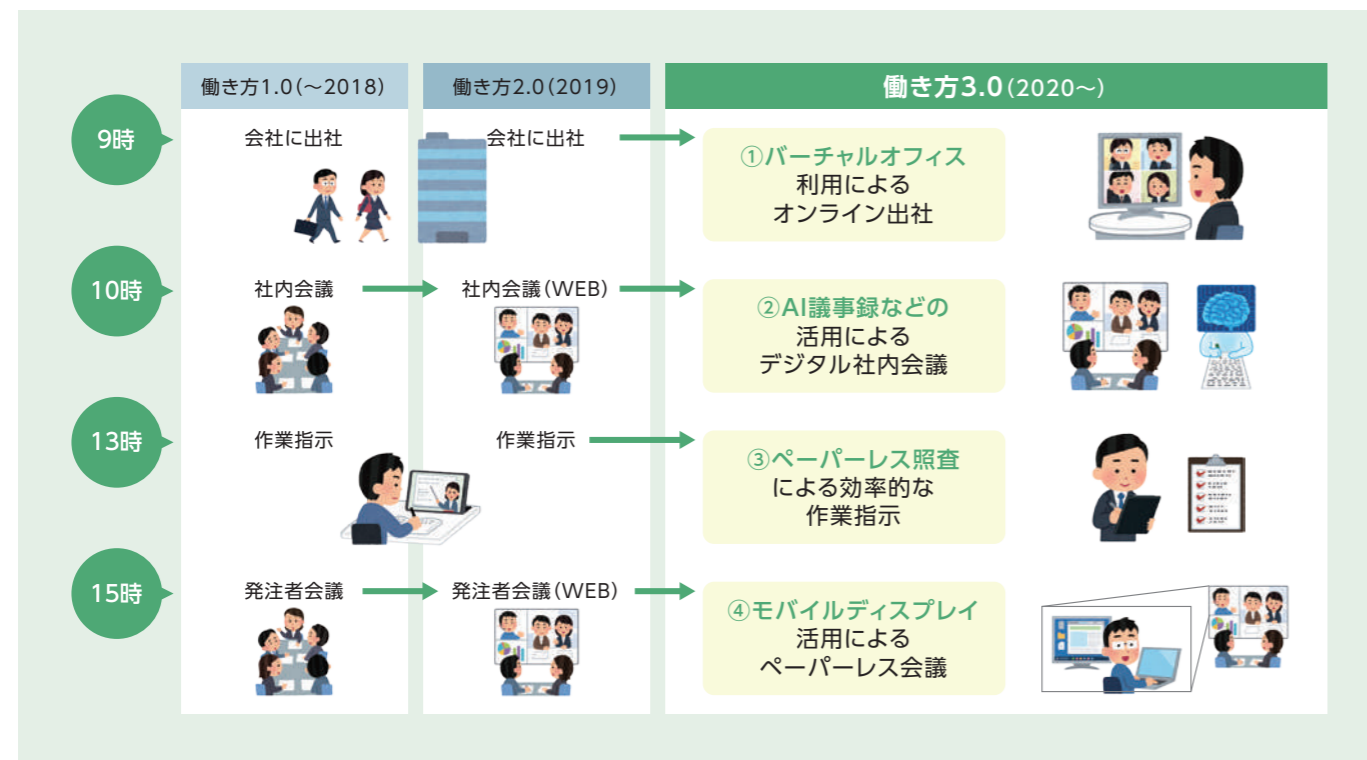 働き方1.0(～2018)
働き方2.0(2019)
働き方3.0(2020～)
9時
会社に出社
会社に出社
①バーチャルオフィス
利用による
オンライン出社
10時
社内会議
社内会議(WEB)
②AI議事録などの
活用による
デジタル社内会議
13時
作業指示
作業指示
③ペーパーレス照査
による効率的な
作業指示
15時
発注者会議
発注者会議(WEB)
④モバイルディスプレイ
活用による
ペーパーレス会議